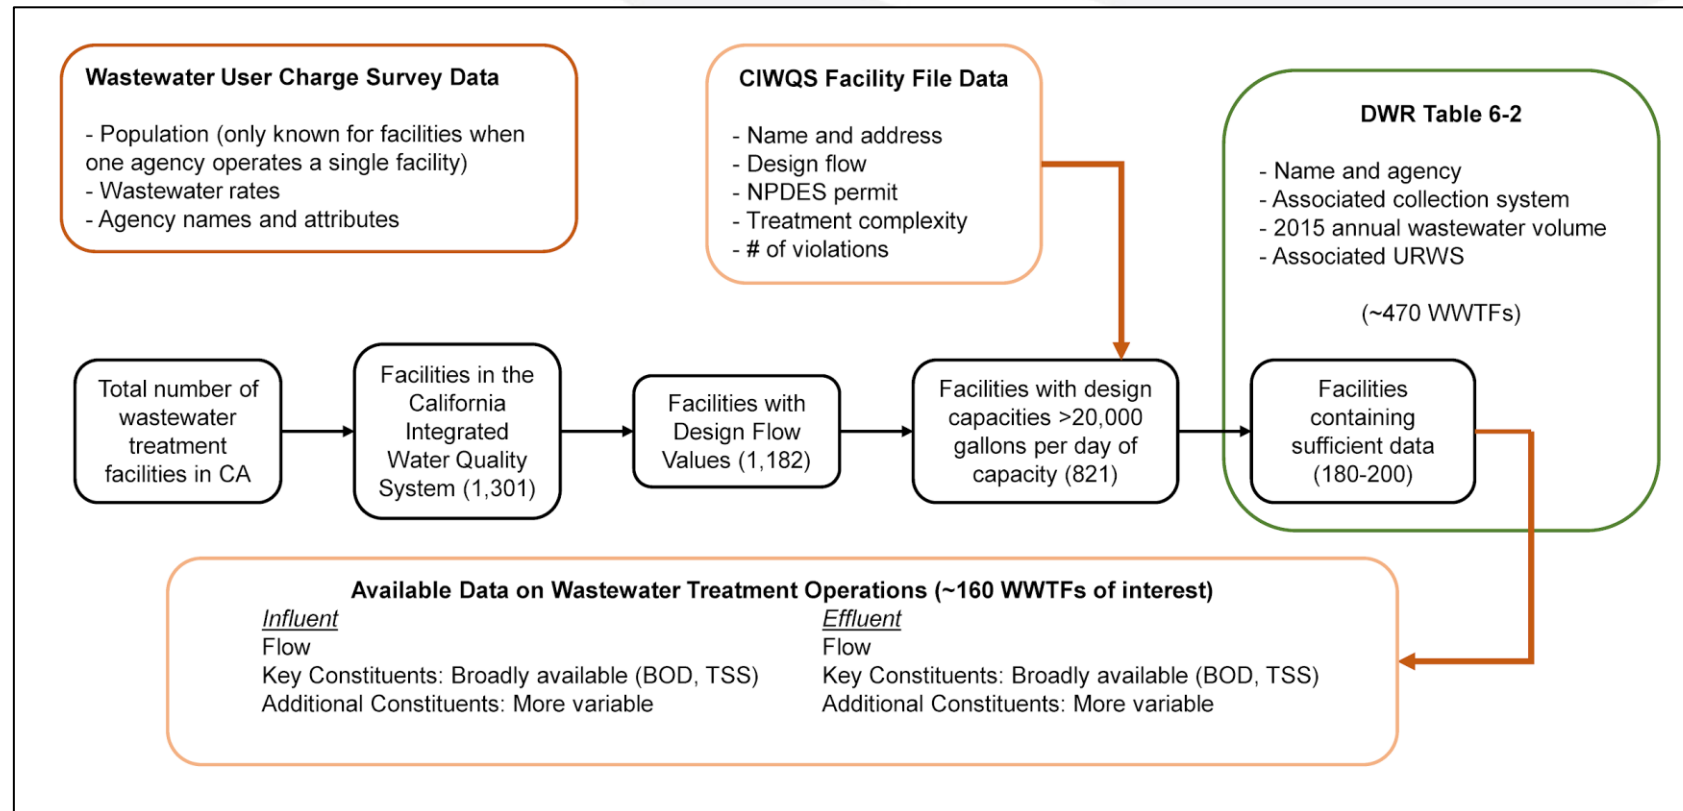 Wastewater User Charge Survey Data
- Population (only known for facilities when
one agency operates a single facility)
- Wastewater rates
- Agency names and attributes
CIWQS Facility File Data
- Name and address
- Design flow
- NPDES permit
- Treatment complexity
- # of violations
DWR Table 6-2
- Name and agency
- Associated collection system
- 2015 annual wastewater volume
- Associated URWS
(~470 WWTFs)
Total number of
wastewater
treatment
facilities in CA
Facilities in the
California
Integrated
Water Quality
System (1,301)
Facilities with
Design Flow
Values (1,182)
Facilities with design
capacities >20,000
gallons per day of
capacity (821)
Facilities
containing
sufficient data
(180-200)
Available Data on Wastewater Treatment Operations (~160 WWTFs of interest)
Influent
Flow
Key Constituents: Broadly available (BOD, TSS)
Additional Constituents: More variable
Effluent
Flow
Key Constituents: Broadly available (BOD, TSS)
Additional Constituents: More variable